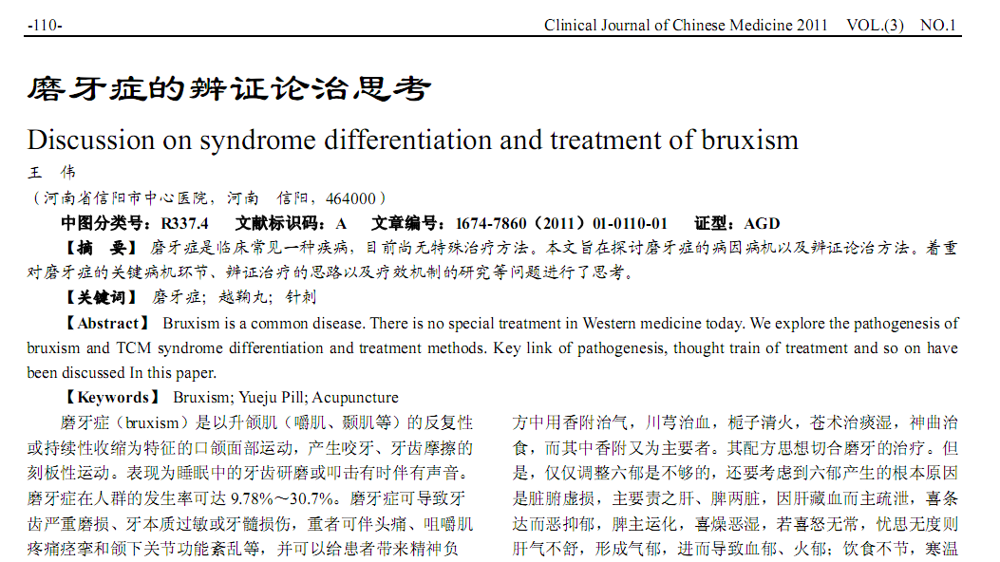 -110-
Clinical Journal of Chinese Medicine 2011 VOL.(3) NO.1
磨牙症的辨证论治思考
Discussion on syndrome differentiation and treatment of bruxism
王 伟
（河南省信阳市中心医院，河南 信阳，464000）
中图分类号：R337.4 文献标识码：A 文章编号：1674-7860（2011）01-0110-01 证型：AGD
【摘 要】 磨牙症是临床常见一种疾病，目前尚无特殊治疗方法。本文旨在探讨磨牙症的病因病机以及辨证论治方法。着重
对磨牙症的关键病机环节、辨证治疗的思路以及疗效机制的研究等问题进行了思考。
【关键词】 磨牙症；越鞠丸；针刺
【Abstract】 Bruxism is a common disease. There is no special treatment in Western medicine today. We explore the pathogenesis of
bruxism and TCM syndrome differentiation and treatment methods. Key link of pathogenesis, thought train of treatment and so on have
been discussed In this paper.
【Keywords】 Bruxism; Yueju Pill; Acupuncture
磨牙症（bruxism）是以升颌肌（嚼肌、颞肌等）的反复性
或持续性收缩为特征的口颌面部运动，产生咬牙、牙齿摩擦的
刻板性运动。表现为睡眠中的牙齿研磨或叩击有时伴有声音。
磨牙症在人群的发生率可达 9.78%～30.7%。磨牙症可导致牙
齿严重磨损、牙本质过敏或牙髓损伤，重者可伴头痛、咀嚼肌
疼痛痉挛和颌下关节功能紊乱等，并可以给患者带来精神负
方中用香附治气，川芎治血，栀子清火，苍术治痰湿，神曲治
食，而其中香附又为主要者。其配方思想切合磨牙的治疗。但
是，仅仅调整六郁是不够的，还要考虑到六郁产生的根本原因
是脏腑虚损，主要责之肝、脾两脏，因肝藏血而主疏泄，喜条
达而恶抑郁，脾主运化，喜燥恶湿，若喜怒无常，忧思无度则
肝气不舒，形成气郁，进而导致血郁、火郁；饮食不节，寒温